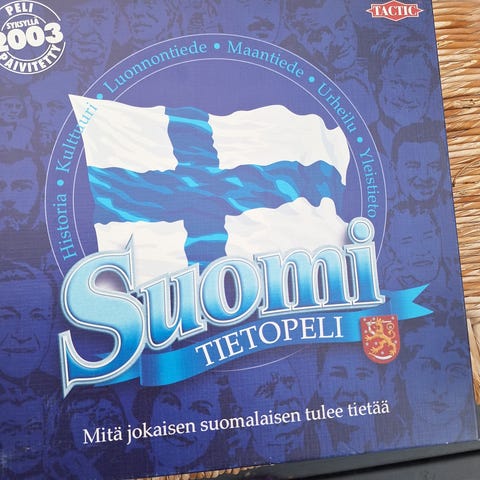 PELI
SYKSYLLÄ
2003
PÄIVITETTY
TACTIC
Historia • Kulttuuri • Luonnontiede • Maantiede • Urheilu • Yleistieto
Suomi
TIETOPELI
Mitä jokaisen suomalaisen tulee tietää